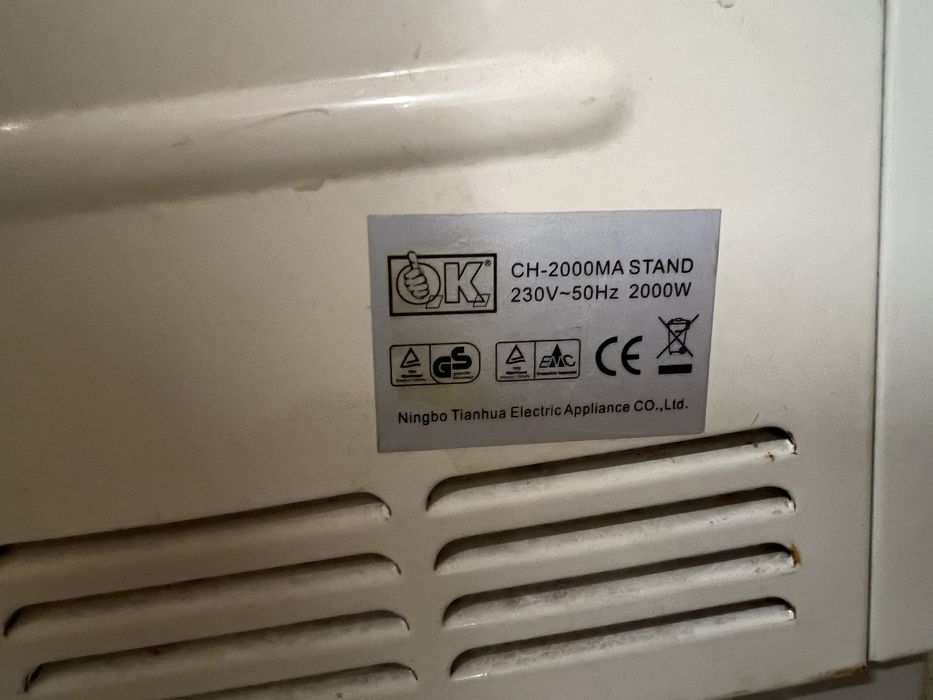 OK®
CH-2000MA STAND
230V~50Hz 2000W
GS
EMC
CE
Ningbo Tianhua Electric Appliance CO.,Ltd.